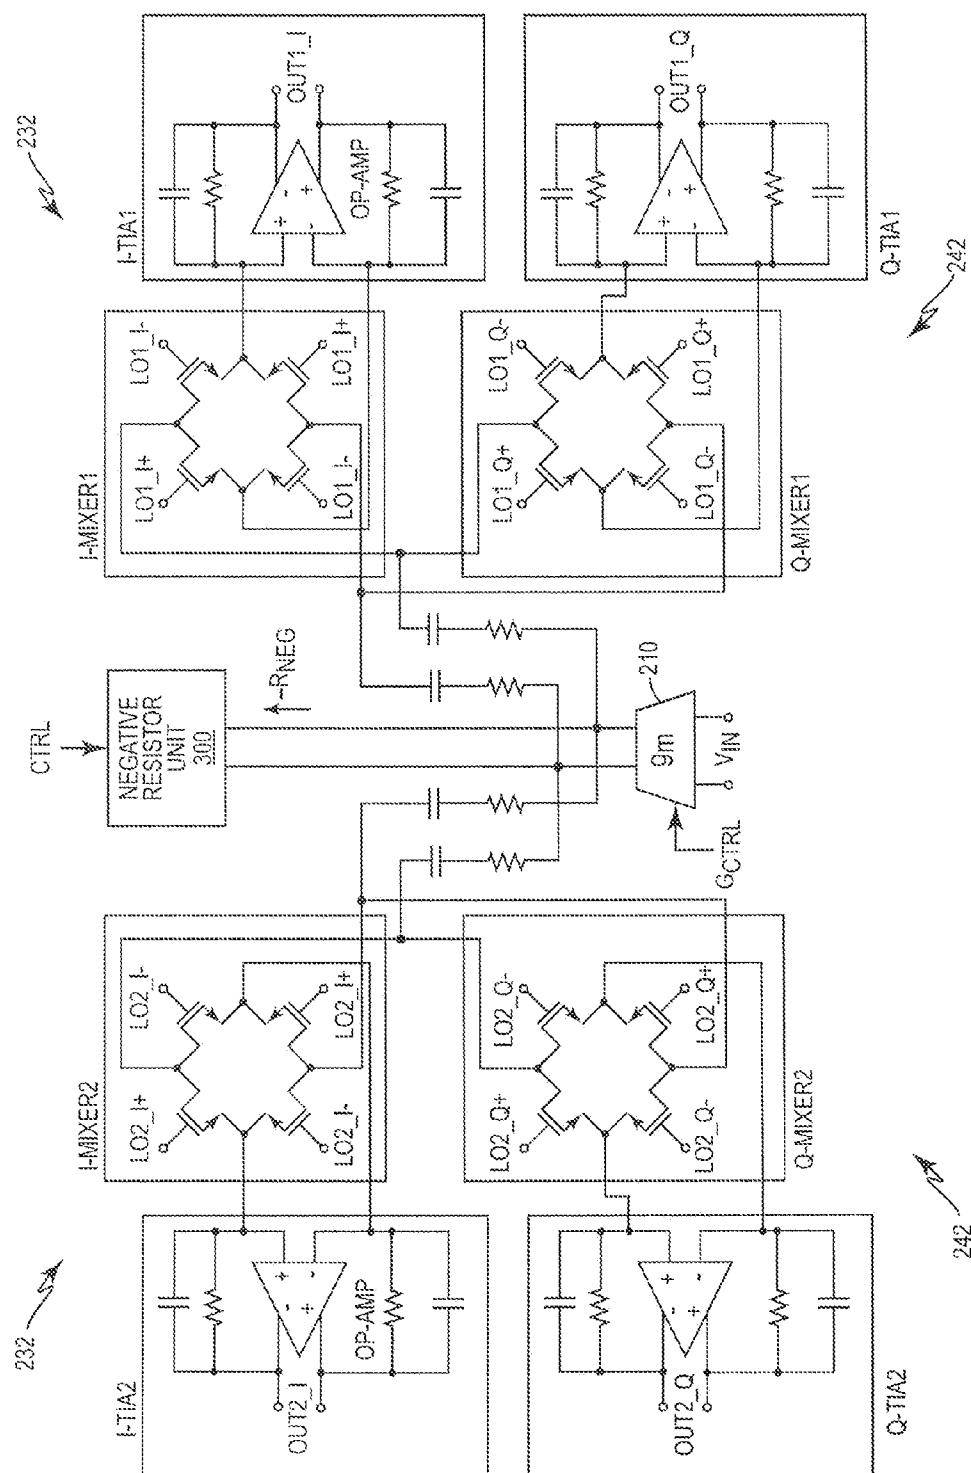 232
I-TIA1
OUT1_I
OP-AMP
+
-
-
+
Q-TIA1
OUT1_Q
+
-
-
+
242
I-MIXER1
LO1_I+
LO1_I-
LO1_I-
LO1_I+
Q-MIXER1
LO1_Q+
LO1_Q-
LO1_Q-
LO1_Q+
CTRL
NEGATIVE
RESISTOR
UNIT
300
-RNEG
210
gm
VIN
GCTRL
I-MIXER2
LO2_I+
LO2_I-
LO2_I-
LO2_I+
Q-MIXER2
LO2_Q+
LO2_Q-
LO2_Q-
LO2_Q+
232
I-TIA2
OUT2_I
OP-AMP
+
-
-
+
Q-TIA2
OUT2_Q
+
-
-
+
242